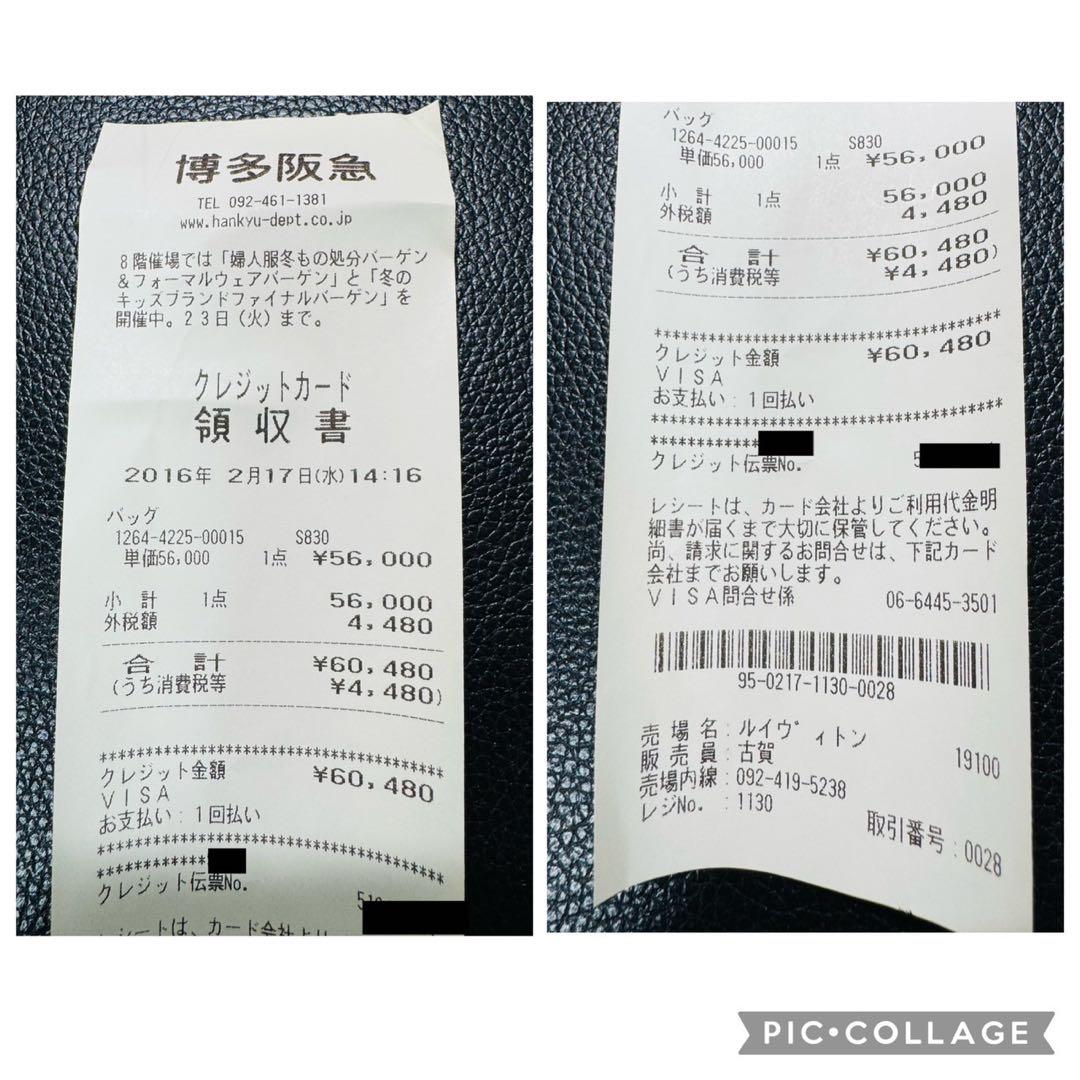 博多阪急
TEL 092-461-1381
www.hankyu-dept.co.jp
8階催場では「婦人服冬もの処分バーゲン
&フォーマルウェアバーゲン」と「冬の
キッズブランドファイナルバーゲン」を
開催中。23日(火)まで。
クレジットカード
領収書
2016年 2月17日(水)14:16
バッグ
1264-4225-00015 S830
単価56,000 1点 ¥56,000
小計 1点 56,000
外税額 4,480
合計 ¥60,480
(うち消費税等 ¥4,480)
****************************
クレジット金額 ¥60,480
VISA
お支払い:1回払い
****************************
************
クレジット伝票No.
レシートは、カード会社より
バッグ
1264-4225-00015 S830
単価56,000 1点 ¥56,000
小計 1点 56,000
外税額 4,480
合計 ¥60,480
(うち消費税等 ¥4,480)
****************************
クレジット金額 ¥60,480
VISA
お支払い:1回払い
****************************
************
クレジット伝票No. 5
レシートは、カード会社よりご利用代金明
細書が届くまで大切に保管してください。
尚、請求に関するお問合せは、下記カード
会社までお願いします。
VISA問合せ係 06-6445-3501
95-0217-1130-0028
売場名:ルイヴィトン
販売員:古賀 19100
売場内線:092-419-5238
レジNo. :1130
取引番号:0028
PIC•COLLAGE